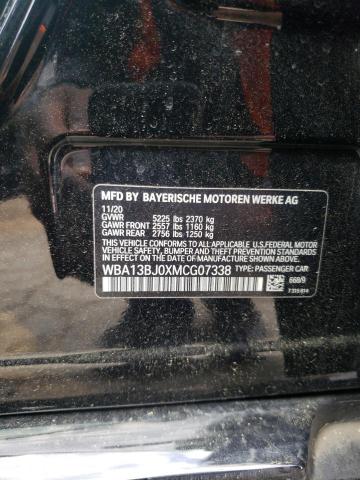 MFD BY BAYERISCHE MOTOREN WERKE AG
11/20
GVWR 5225 lbs 2370 kg
GAWR FRONT 2557 lbs 1160 kg
GAWR REAR 2756 lbs 1250 kg
THIS VEHICLE CONFORMS TO ALL APPLICABLE U.S. FEDERAL MOTOR
VEHICLE SAFETY, BUMPER, AND THEFT PREVENTION STANDARDS
IN EFFECT ON THE DATE OF MANUFACTURE SHOWN ABOVE.
WBA13BJ0XMCG07338 TYPE: PASSENGER CAR
668/9